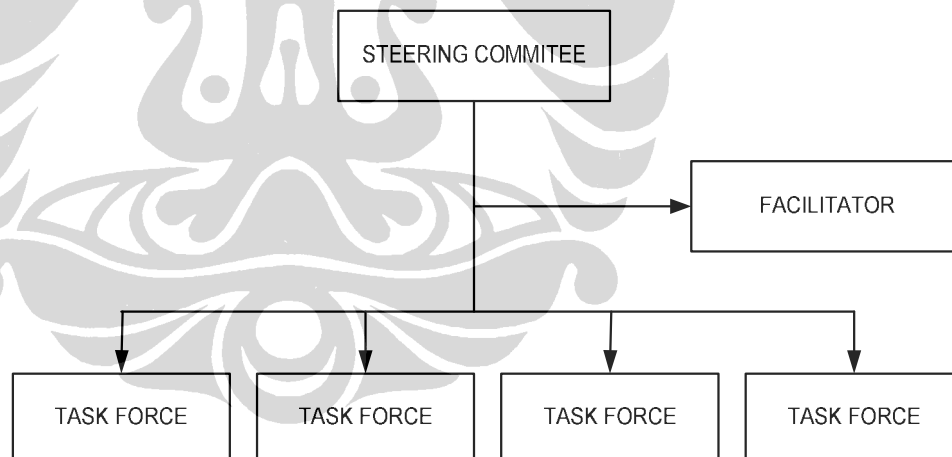 STEERING COMMITEE
FACILITATOR
TASK FORCE
TASK FORCE
TASK FORCE
TASK FORCE